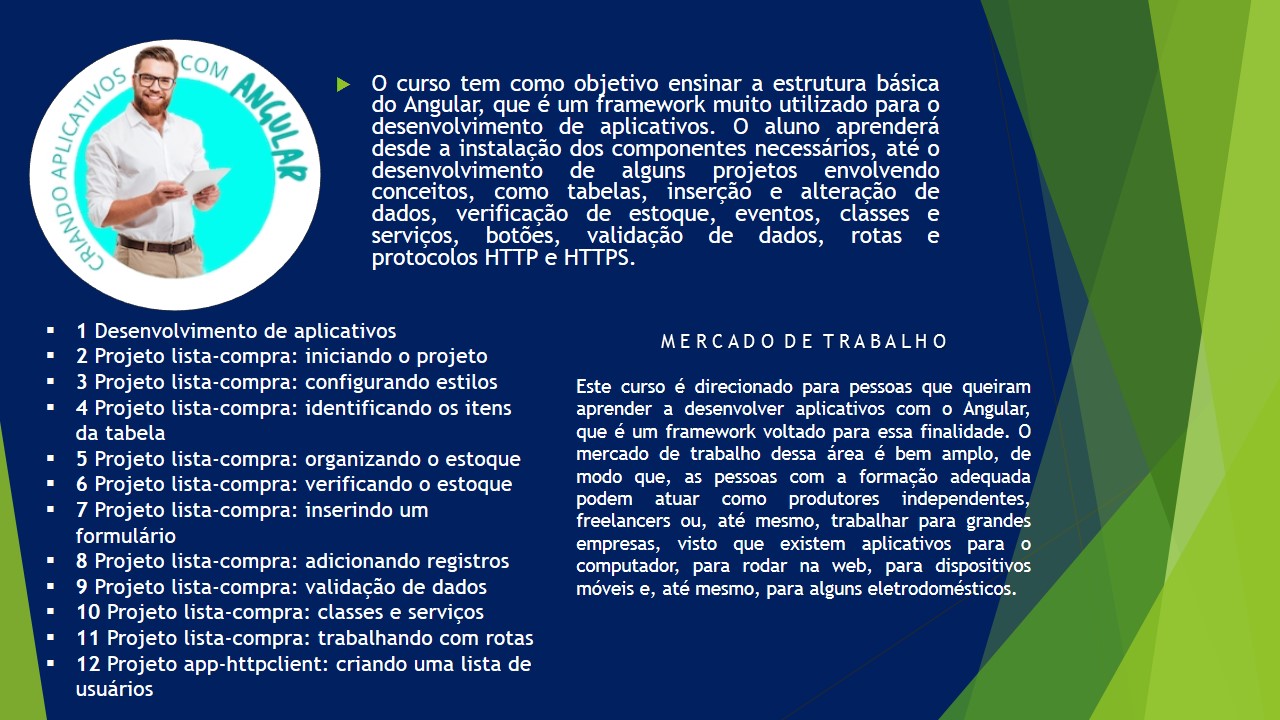 CRIANDO APLICATIVOS COM ANGULAR
O curso tem como objetivo ensinar a estrutura básica
do Angular, que é um framework muito utilizado para o
desenvolvimento de aplicativos. O aluno aprenderá
desde a instalação dos componentes necessários, até o
desenvolvimento de alguns projetos envolvendo
conceitos, como tabelas, inserção e alteração de
dados, verificação de estoque, eventos, classes e
serviços, botões, validação de dados, rotas e
protocolos HTTP e HTTPS.
1 Desenvolvimento de aplicativos
2 Projeto lista-compra: iniciando o projeto
3 Projeto lista-compra: configurando estilos
4 Projeto lista-compra: identificando os itens
da tabela
5 Projeto lista-compra: organizando o estoque
6 Projeto lista-compra: verificando o estoque
7 Projeto lista-compra: inserindo um
formulário
8 Projeto lista-compra: adicionando registros
9 Projeto lista-compra: validação de dados
10 Projeto lista-compra: classes e serviços
11 Projeto lista-compra: trabalhando com rotas
12 Projeto app-httpclient: criando uma lista de
usuários
MERCADO DE TRABALHO
Este curso é direcionado para pessoas que queiram
aprender a desenvolver aplicativos com o Angular,
que é um framework voltado para essa finalidade. O
mercado de trabalho dessa área é bem amplo, de
modo que, as pessoas com a formação adequada
podem atuar como produtores independentes,
freelancers ou, até mesmo, trabalhar para grandes
empresas, visto que existem aplicativos para o
computador, para rodar na web, para dispositivos
móveis e, até mesmo, para alguns eletrodomésticos.